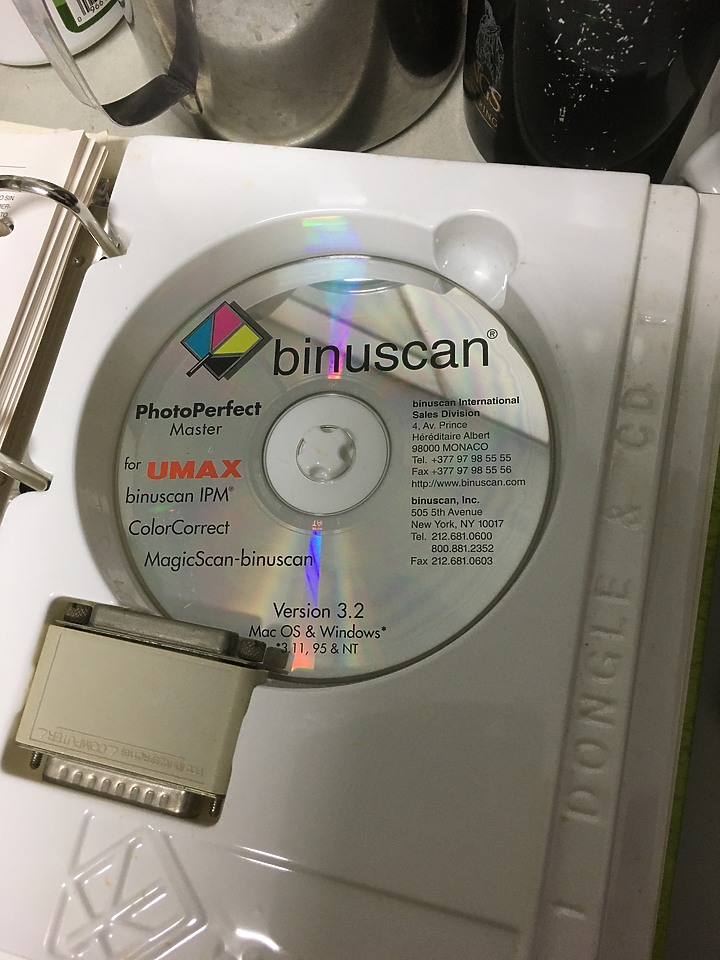 binuscan®
PhotoPerfect
Master
for UMAX
binuscan IPM®
ColorCorrect
MagicScan-binuscan
binuscan International
Sales Division
4, Av. Prince
Héréditaire Albert
98000 MONACO
Tel. +377 97 98 55 55
Fax +377 97 98 55 56
http://www.binuscan.com
binuscan, Inc.
505 5th Avenue
New York, NY 10017
Tel. 212.681.0600
800.881.2352
Fax 212.681.0603
Version 3.2
Mac OS & Windows*
*3.11, 95 & NT
DONGLE & CD